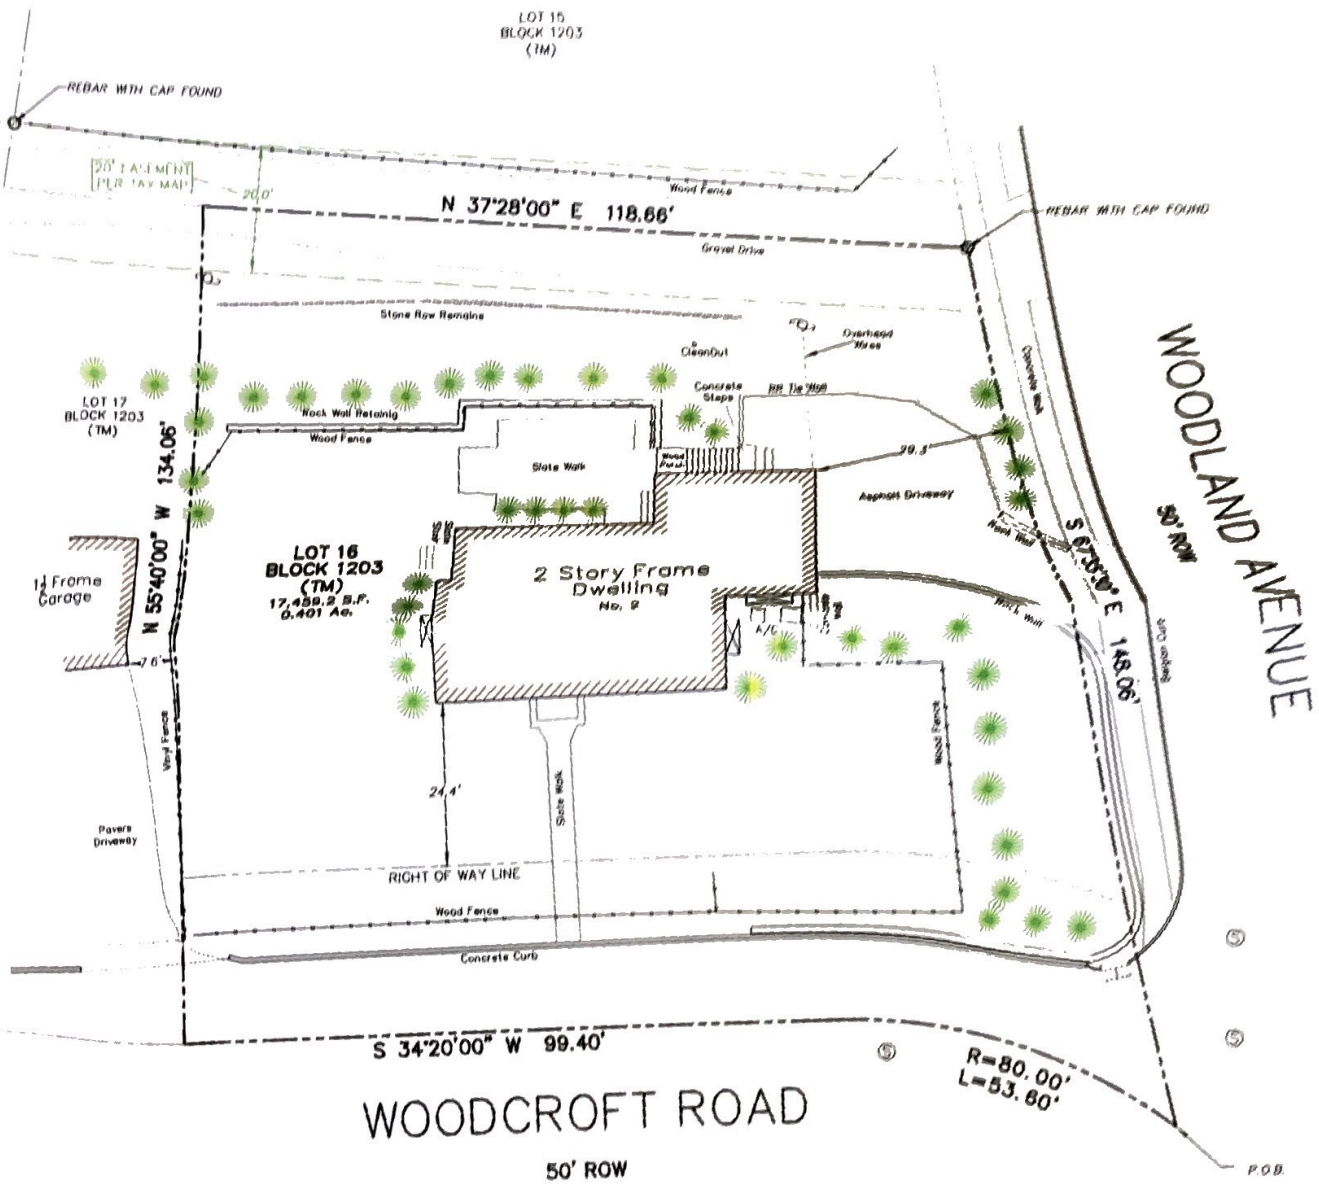 LOT 15
BLOCK 1203
(TM)
REBAR WITH CAP FOUND
20' EASEMENT
PER TAX MAP
20.0'
Wood Fence
N 37°28'00" E 118.66'
REBAR WITH CAP FOUND
Gravel Drive
Stone Row Remains
Overhead
Wires
CleanOut
Concrete
Steps
RR Tie Wall
Concrete Wall
LOT 17
BLOCK 1203
(TM)
Rock Wall Retainig
Wood Fence
N 55°40'00" W 134.06'
Slate Walk
Wood
29.3'
Asphalt Driveway
Rock Wall
WOODLAND AVENUE
50' ROW
LOT 16
BLOCK 1203
(TM)
17,459.2 S.F.
0.401 Ac.
2 Story Frame
Dwelling
No. 2
S E 148.06'
Frame
Garage
7.6'
A/C
Rock Wall
Belgian Curb
Vinyl Fence
Wood Fence
24.4'
Slate Walk
Pavers
Driveway
RIGHT OF WAY LINE
Wood Fence
Concrete Curb
S 34°20'00" W 99.40'
R=80.00'
L=53.60'
WOODCROFT ROAD
50' ROW
P.O.B.